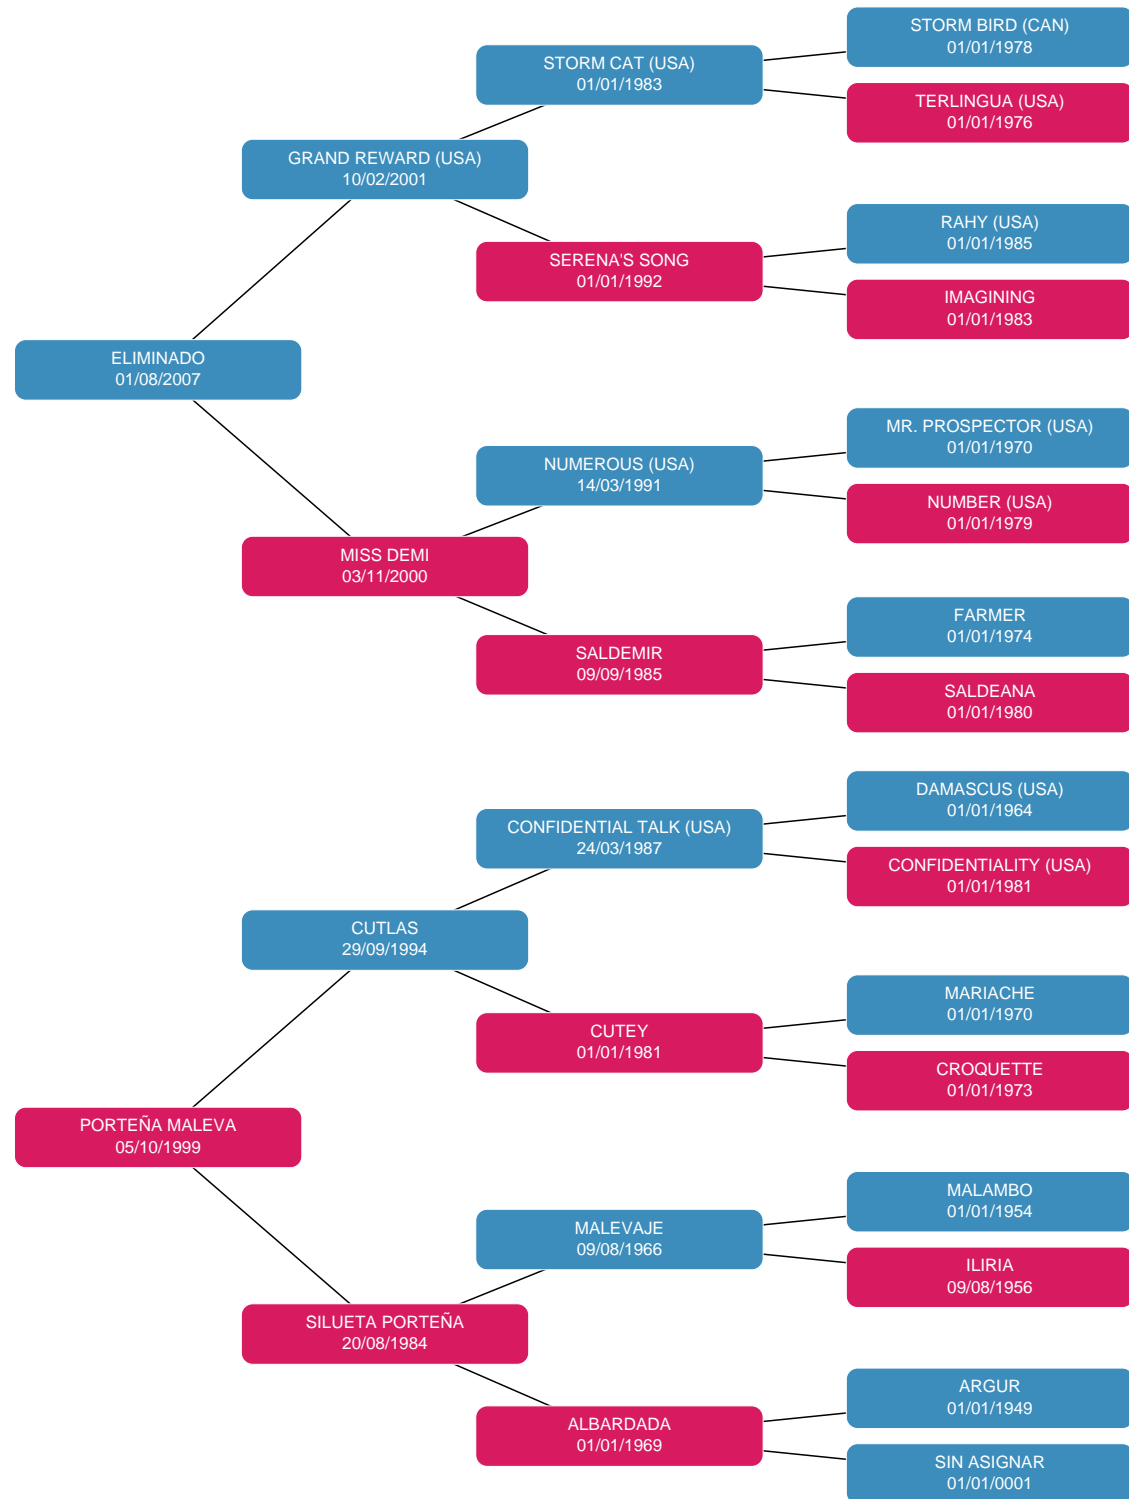 STORM BIRD (CAN)
01/01/1978
STORM CAT (USA)
01/01/1983
TERLINGUA (USA)
01/01/1976
GRAND REWARD (USA)
10/02/2001
RAHY (USA)
01/01/1985
SERENA'S SONG
01/01/1992
IMAGINING
01/01/1983
ELIMINADO
01/08/2007
MR. PROSPECTOR (USA)
01/01/1970
NUMEROUS (USA)
14/03/1991
NUMBER (USA)
01/01/1979
MISS DEMI
03/11/2000
FARMER
01/01/1974
SALDEMIR
09/09/1985
SALDEANA
01/01/1980
DAMASCUS (USA)
01/01/1964
CONFIDENTIAL TALK (USA)
24/03/1987
CONFIDENTIALITY (USA)
01/01/1981
CUTLAS
29/09/1994
MARIACHE
01/01/1970
CUTEY
01/01/1981
CROQUETTE
01/01/1973
PORTEÑA MALEVA
05/10/1999
MALAMBO
01/01/1954
MALEVAJE
09/08/1966
ILIRIA
09/08/1956
SILUETA PORTEÑA
20/08/1984
ARGUR
01/01/1949
ALBARDADA
01/01/1969
SIN ASIGNAR
01/01/0001